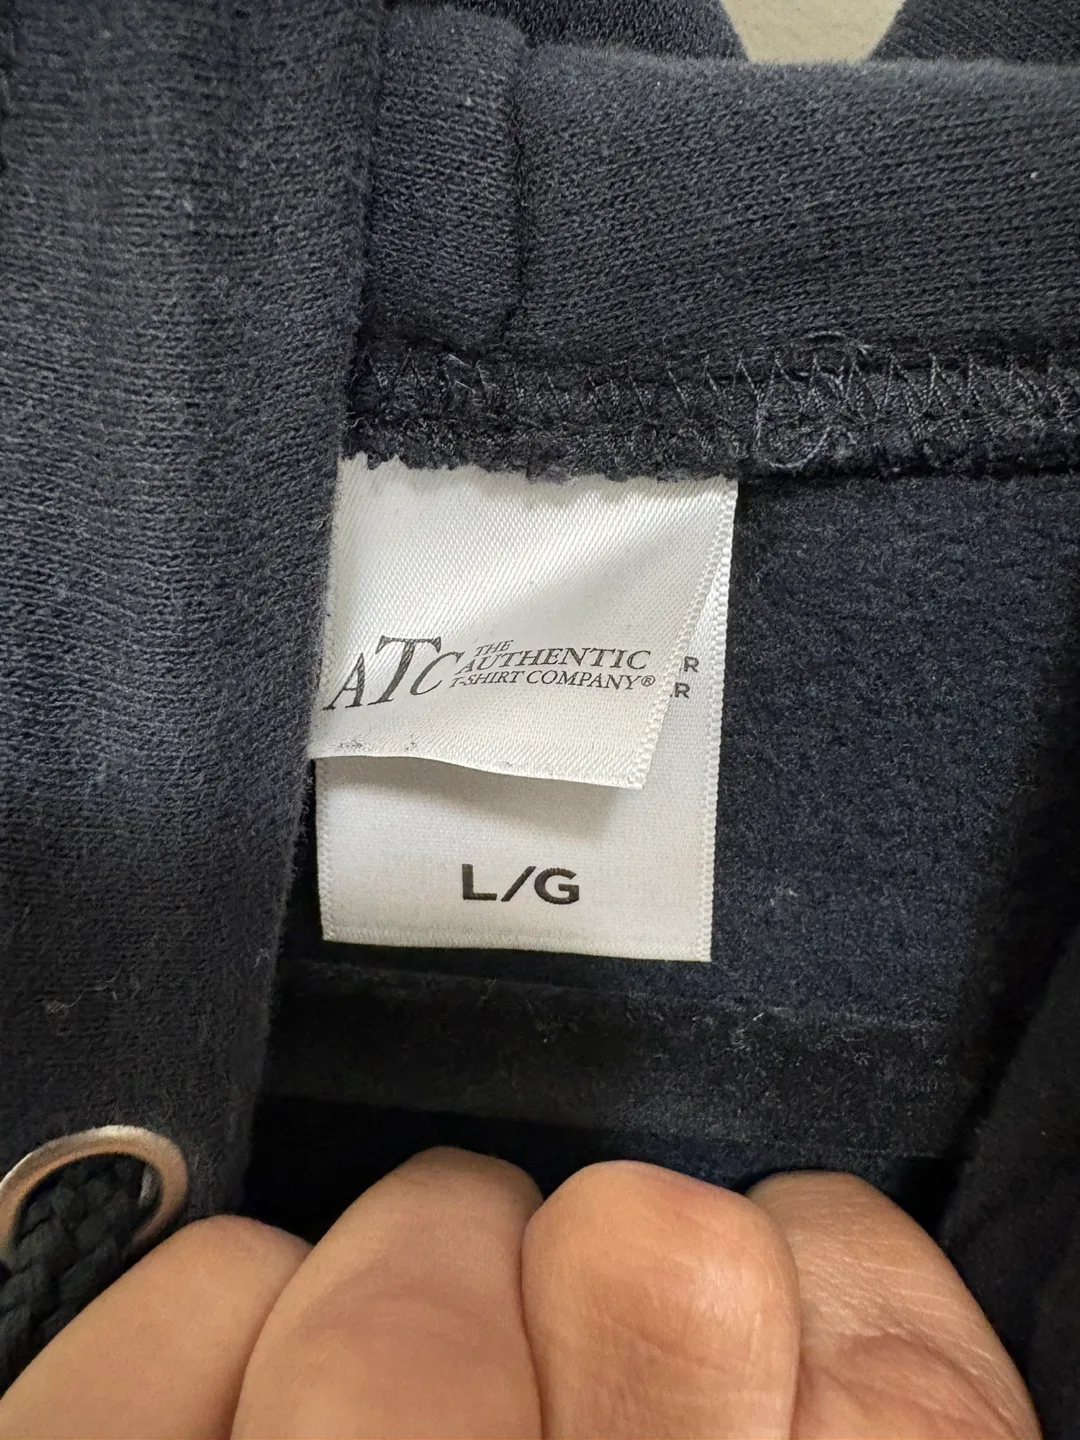 ATC THE
AUTHENTIC
T-SHIRT COMPANY®
R
R
L/G